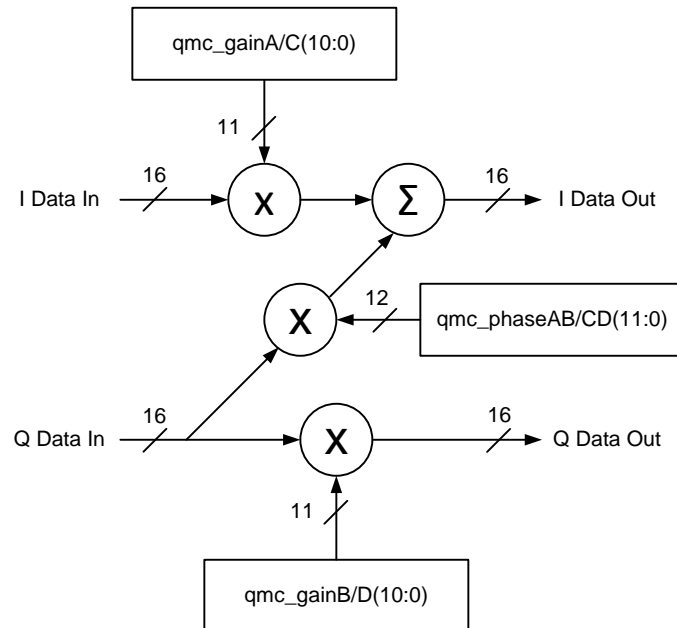 qmc_gainA/C(10:0)
11
16
16
I Data In
X
Σ
I Data Out
12
X
qmc_phaseAB/CD(11:0)
16
16
Q Data In
X
Q Data Out
11
qmc_gainB/D(10:0)